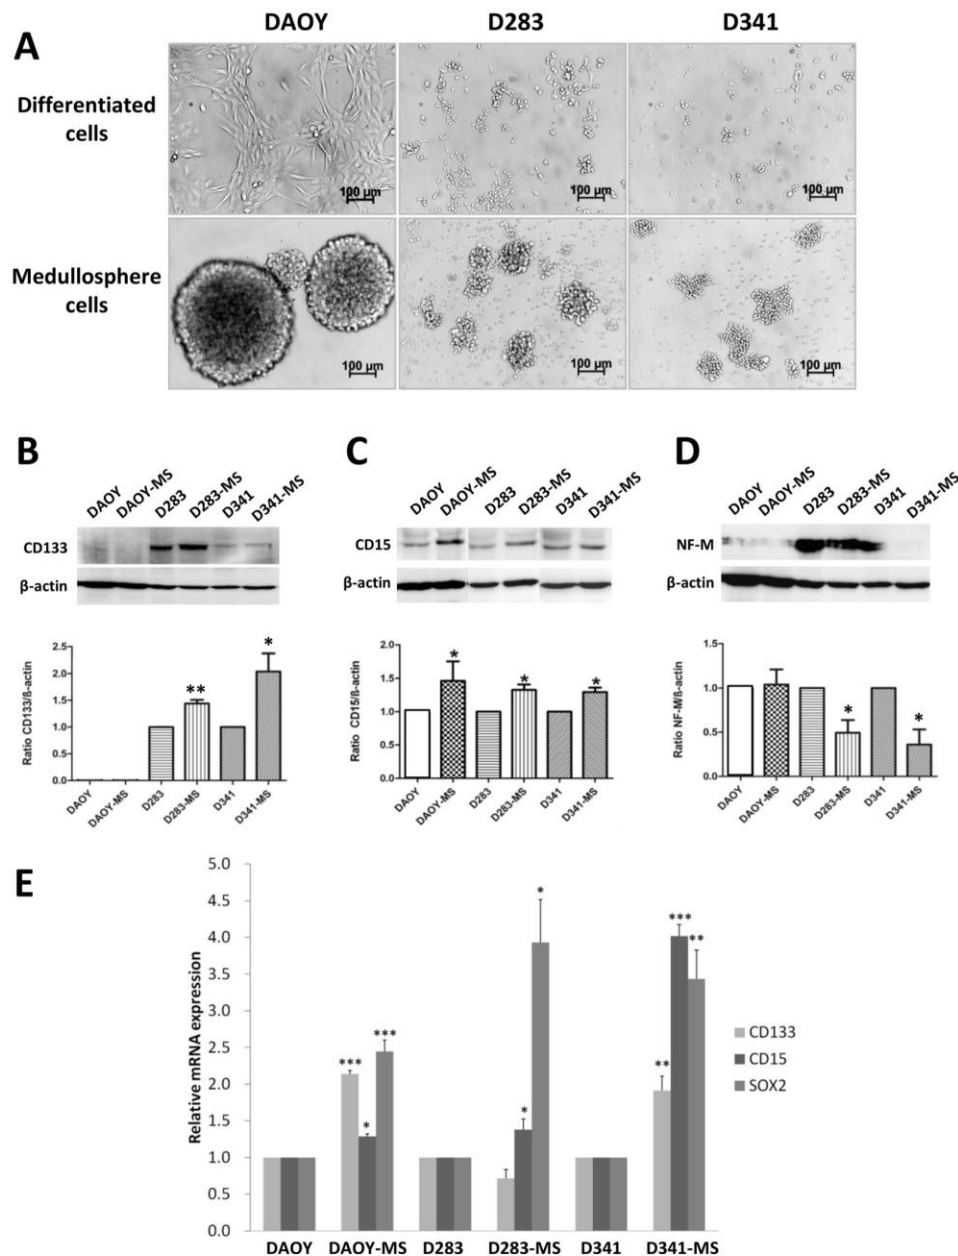 DAOY D283 D341
A
Differentiated
cells
100 µm 100 µm 100 µm
Medullosphere
cells
100 µm 100 µm 100 µm
B
DAOY DAOY-MS D283 D283-MS D341 D341-MS
CD133
β-actin
Ratio CD133/ß-actin
2.5
2.0
1.5
1.0
0.5
0.0
** *
DAOY DAOY-MS D283 D283-MS D341 D341-MS
C
DAOY DAOY-MS D283 D283-MS D341 D341-MS
CD15
β-actin
Ratio CD15/ß-actin
2.0
1.5
1.0
0.5
0.0
* * *
DAOY DAOY-MS D283 D283-MS D341 D341-MS
D
DAOY DAOY-MS D283 D283-MS D341 D341-MS
NF-M
β-actin
Ratio NF-M/ß-actin
1.5
1.0
0.5
0.0
* *
DAOY DAOY-MS D283 D283-MS D341 D341-MS
E
Relative mRNA expression
5.0
4.5
4.0
3.5
3.0
2.5
2.0
1.5
1.0
0.5
0.0
*** * *** * * ** *** **
CD133
CD15
SOX2
DAOY DAOY-MS D283 D283-MS D341 D341-MS